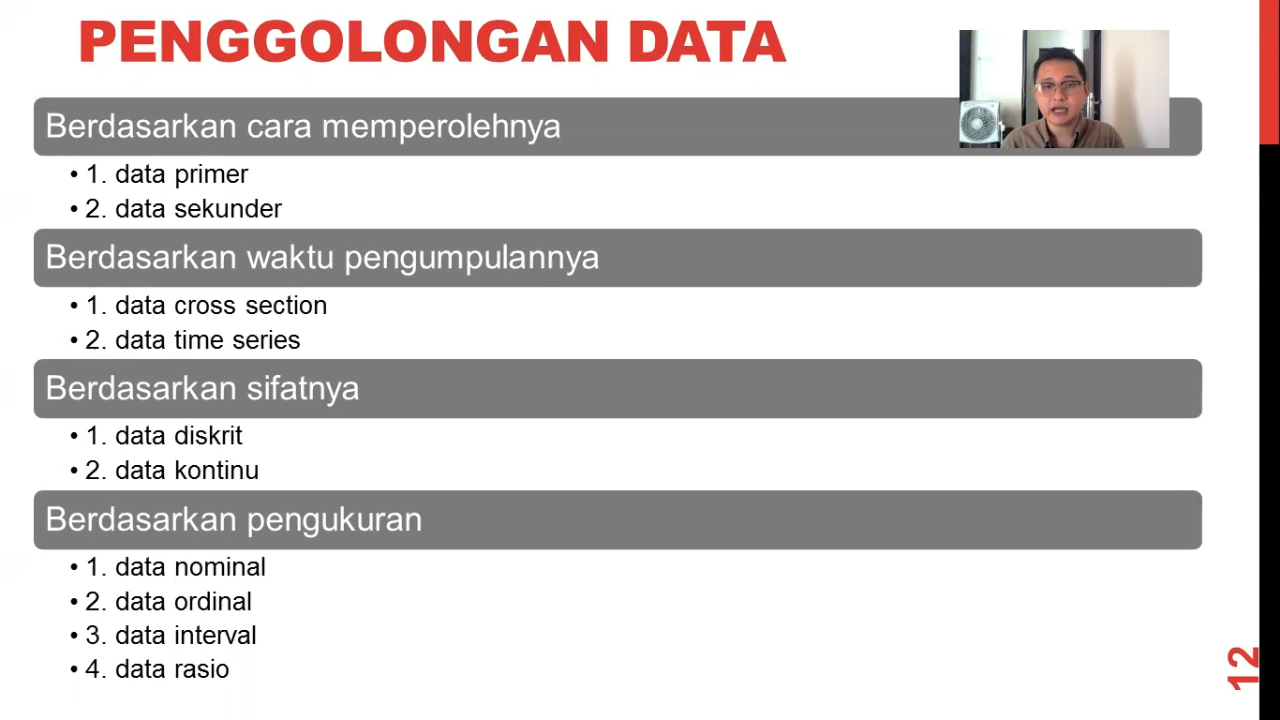 PENGGOLONGAN DATA
Berdasarkan cara memperolehnya
• 1. data primer
• 2. data sekunder
Berdasarkan waktu pengumpulannya
• 1. data cross section
• 2. data time series
Berdasarkan sifatnya
• 1. data diskrit
• 2. data kontinu
Berdasarkan pengukuran
• 1. data nominal
• 2. data ordinal
• 3. data interval
• 4. data rasio
12